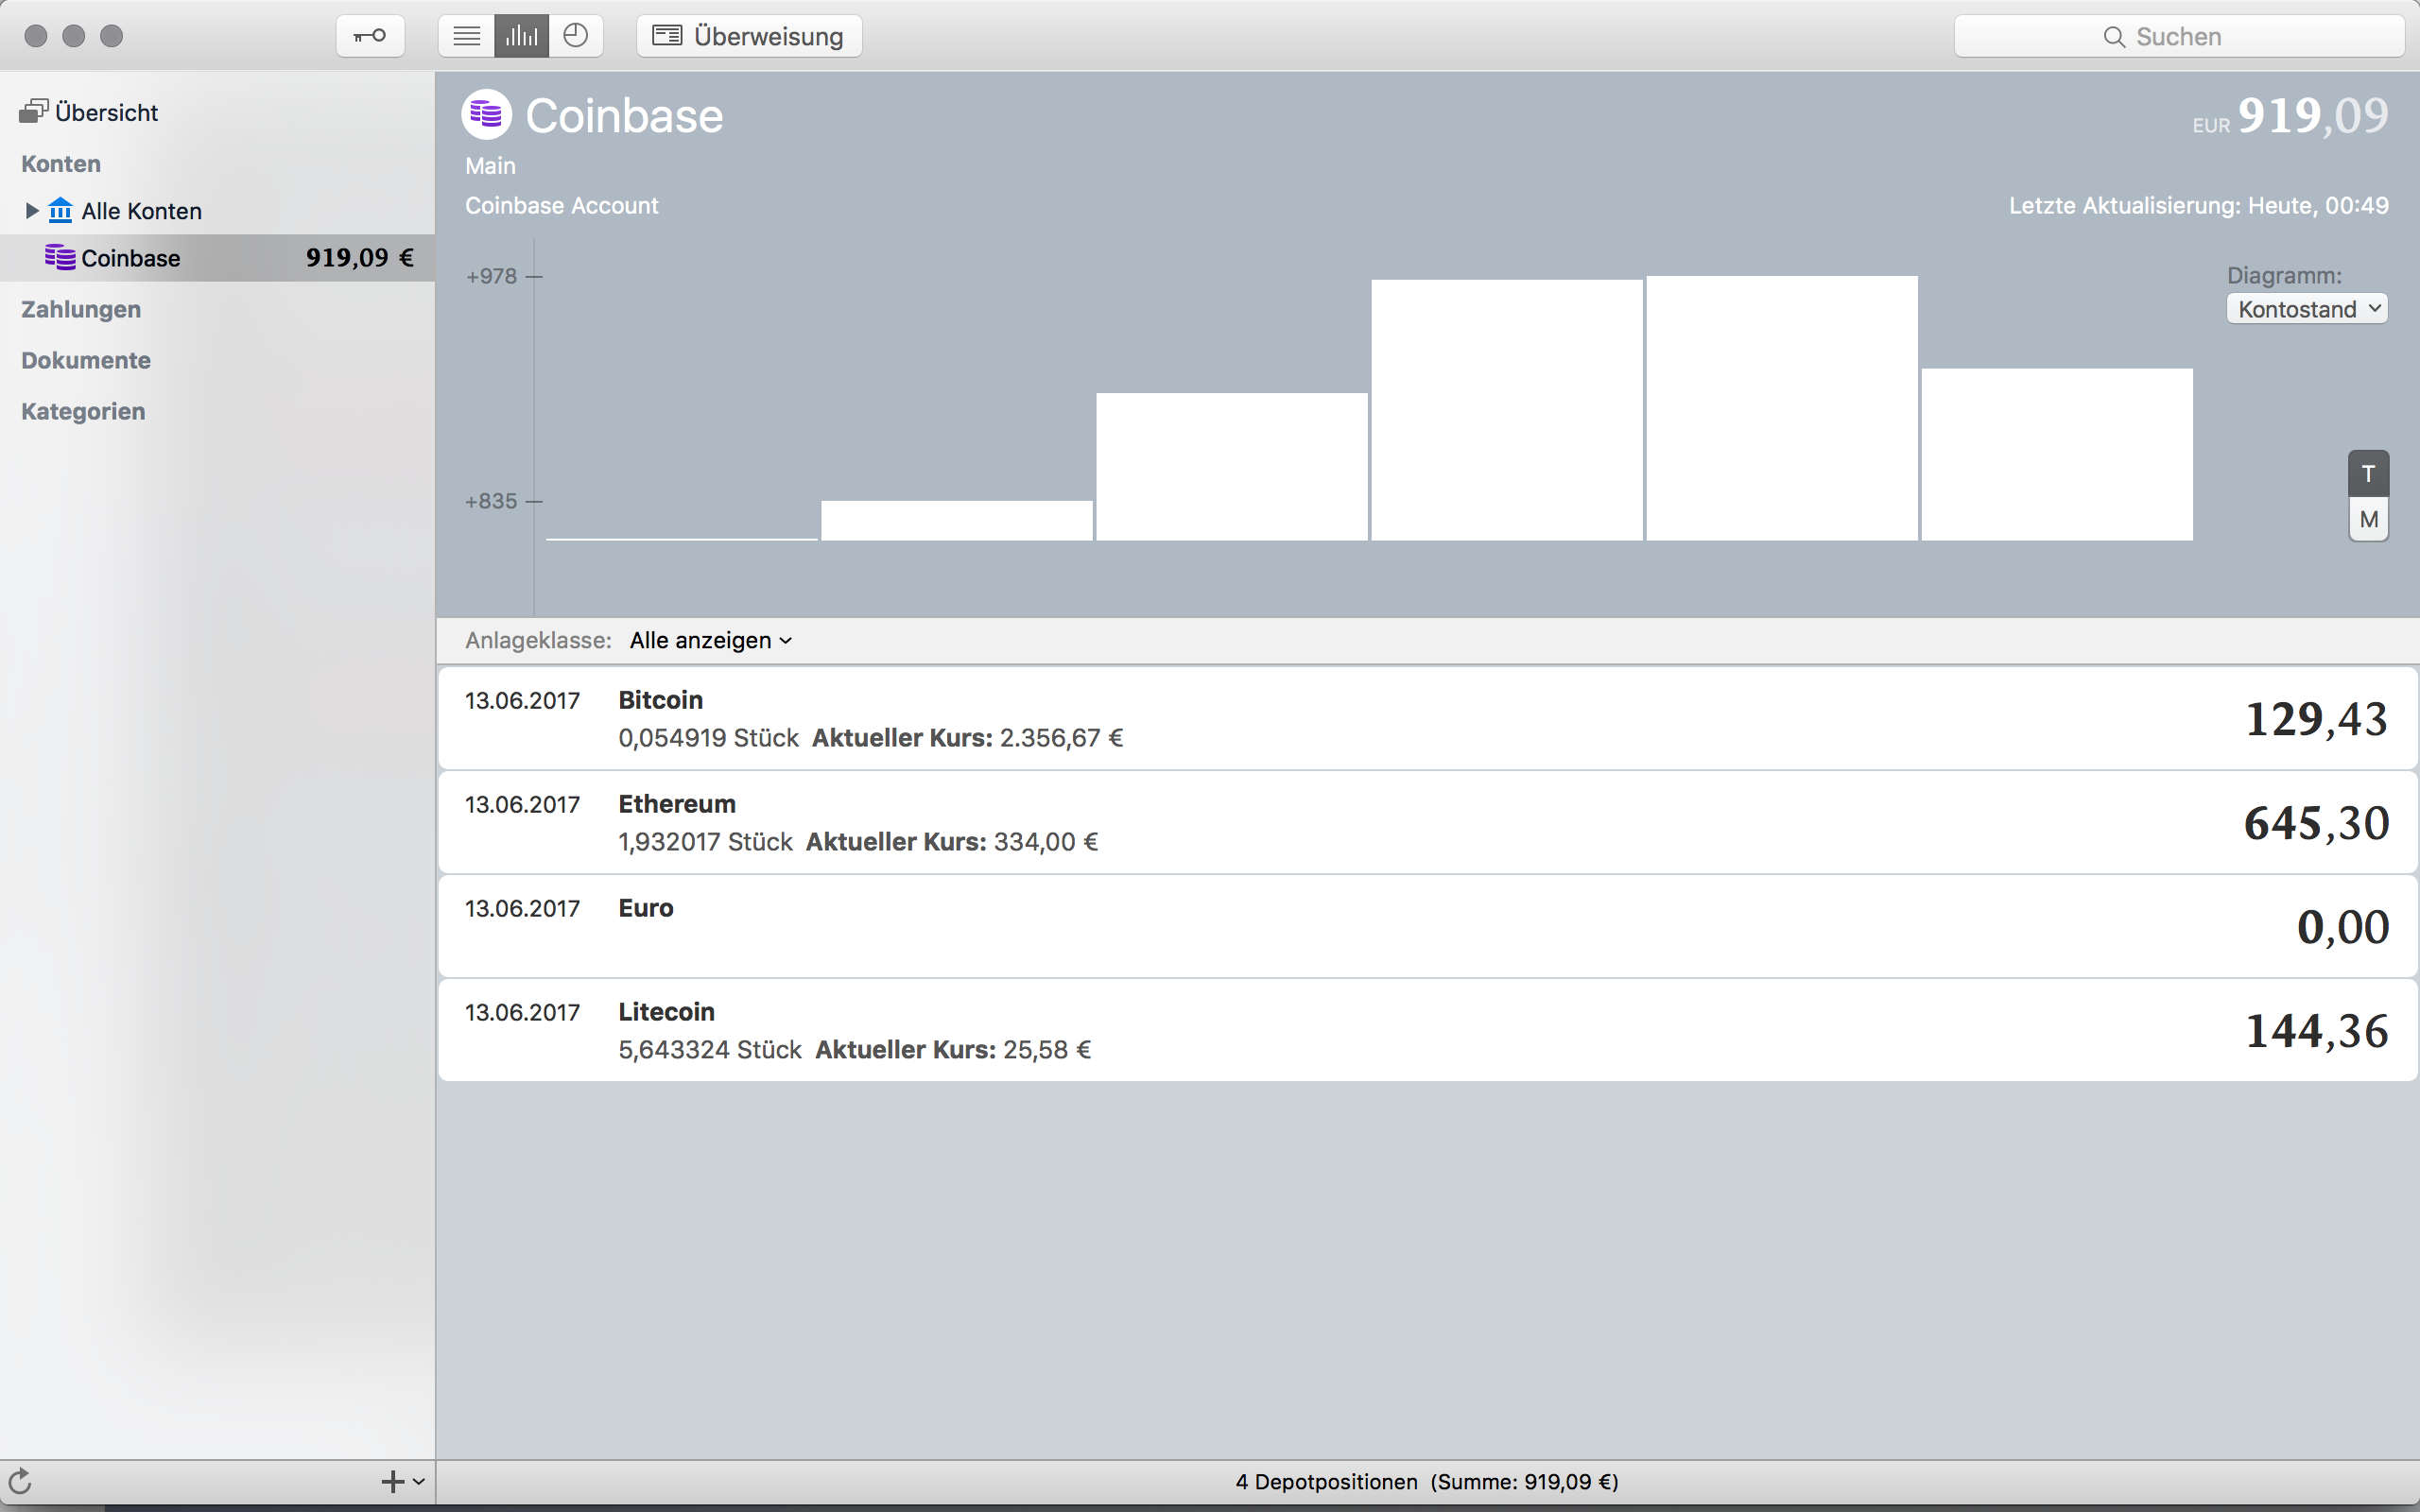 Überweisung
Suchen
Übersicht
Konten
Alle Konten
Coinbase 919,09 €
Zahlungen
Dokumente
Kategorien
Coinbase
EUR 919,09
Main
Coinbase Account
Letzte Aktualisierung: Heute, 00:49
+978
+835
Diagramm:
Kontostand
T
M
Anlageklasse: Alle anzeigen
13.06.2017 Bitcoin 129,43
0,054919 Stück Aktueller Kurs: 2.356,67 €
13.06.2017 Ethereum 645,30
1,932017 Stück Aktueller Kurs: 334,00 €
13.06.2017 Euro 0,00
13.06.2017 Litecoin 144,36
5,643324 Stück Aktueller Kurs: 25,58 €
4 Depotpositionen (Summe: 919,09 €)